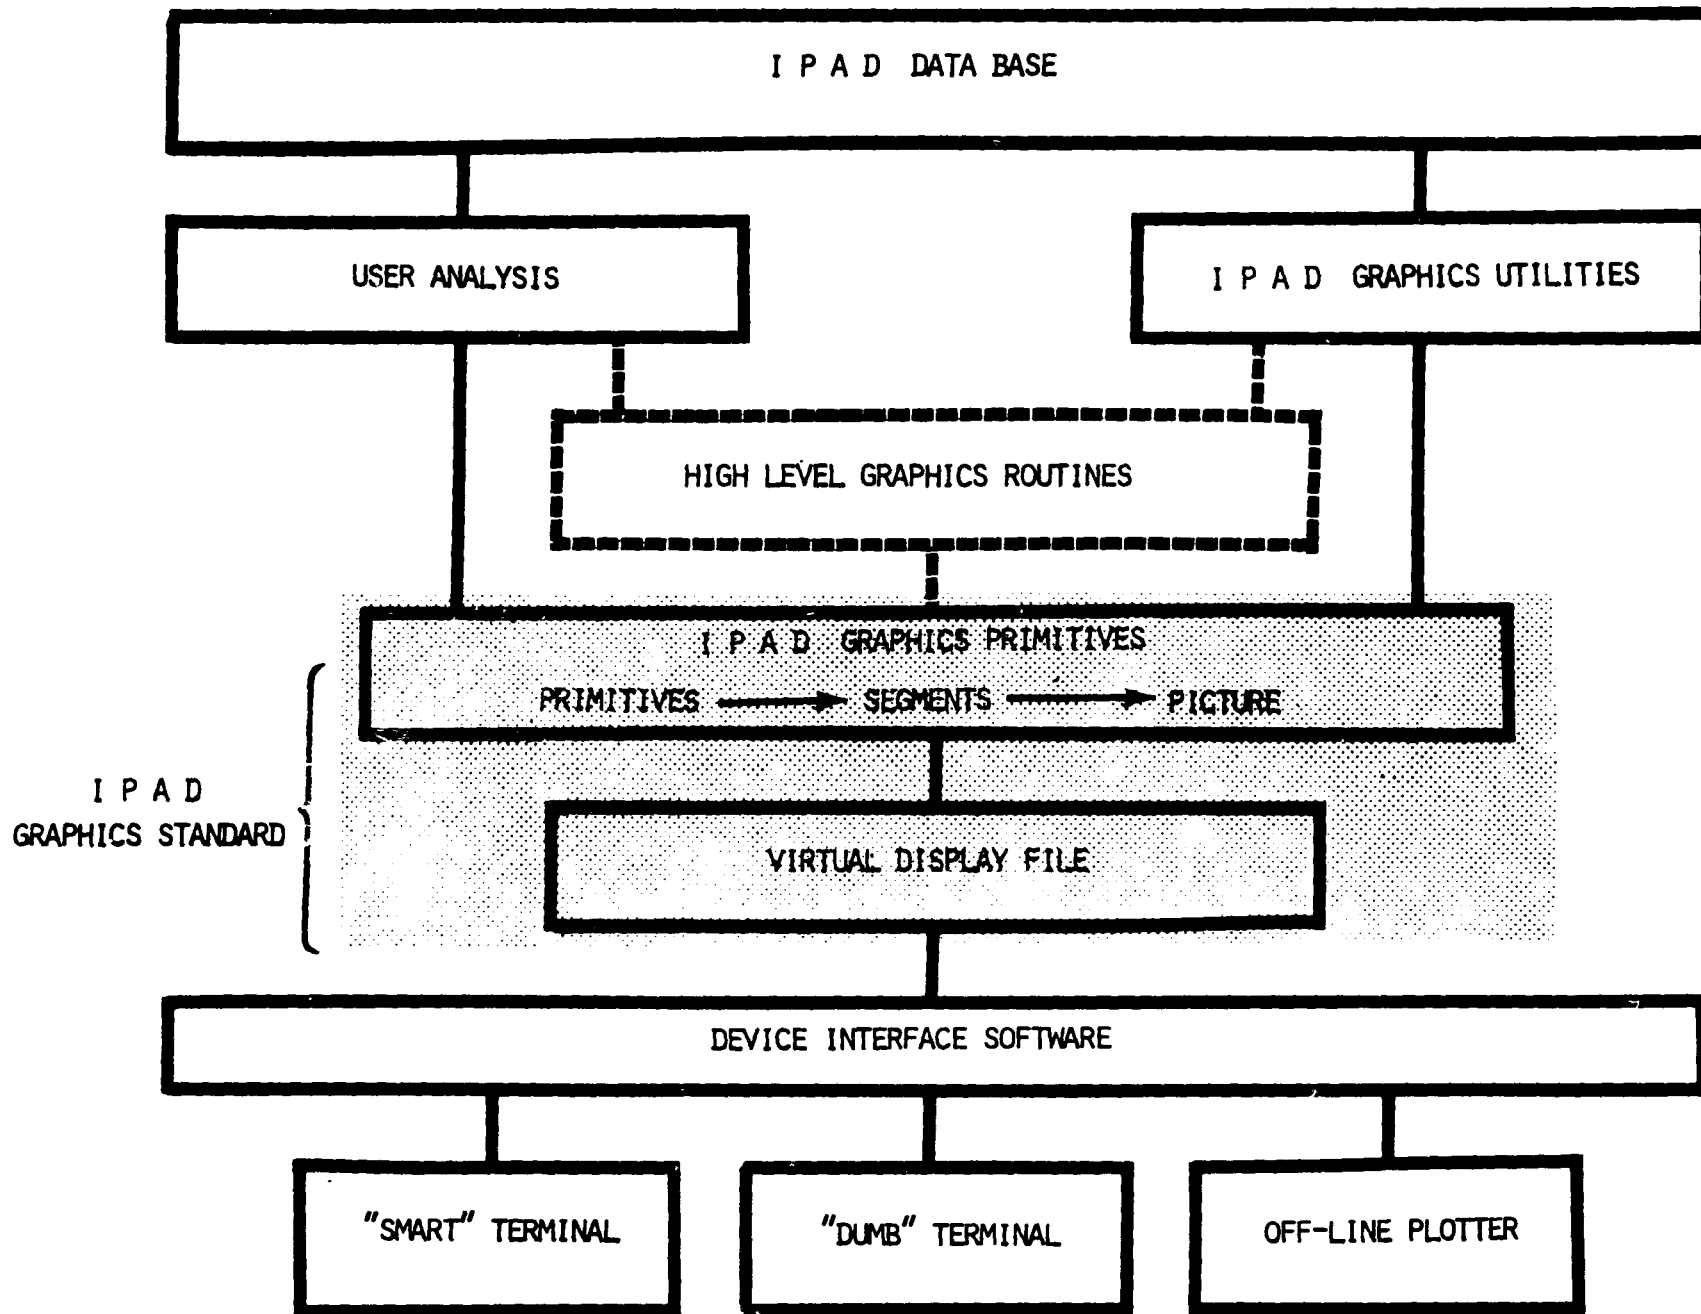 I P A D DATA BASE
USER ANALYSIS
I P A D GRAPHICS UTILITIES
HIGH LEVEL GRAPHICS ROUTINES
I P A D GRAPHICS PRIMITIVES
PRIMITIVES SEGMENTS PICTURE
I P A D
GRAPHICS STANDARD
VIRTUAL DISPLAY FILE
DEVICE INTERFACE SOFTWARE
"SMART" TERMINAL
"DUMB" TERMINAL
OFF-LINE PLOTTER